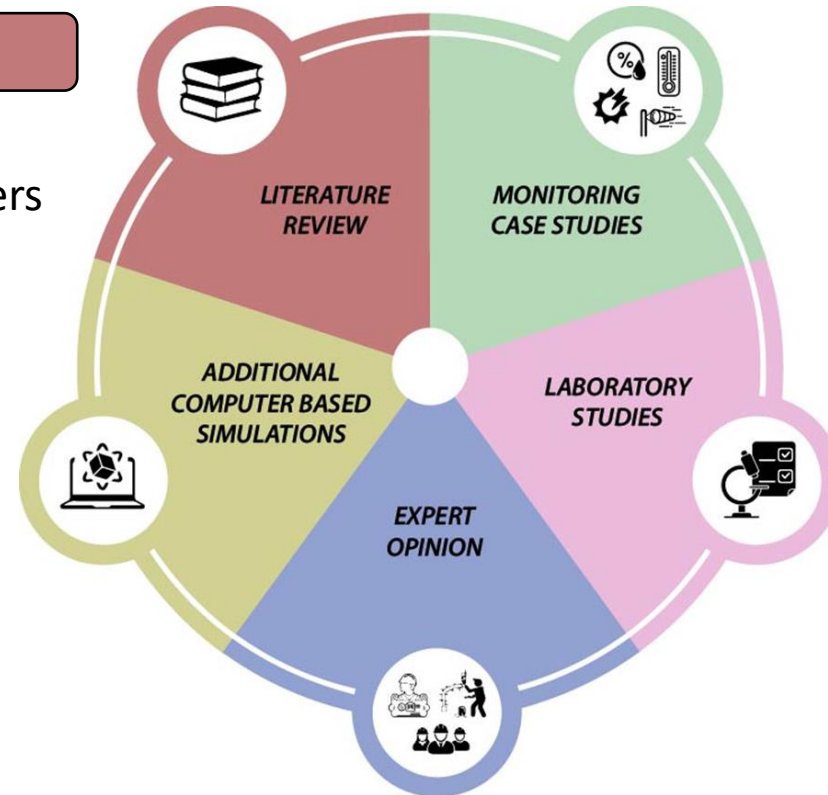 ers
LITERATURE
REVIEW
MONITORING
CASE STUDIES
%
ADDITIONAL
COMPUTER BASED
SIMULATIONS
LABORATORY
STUDIES
EXPERT
OPINION